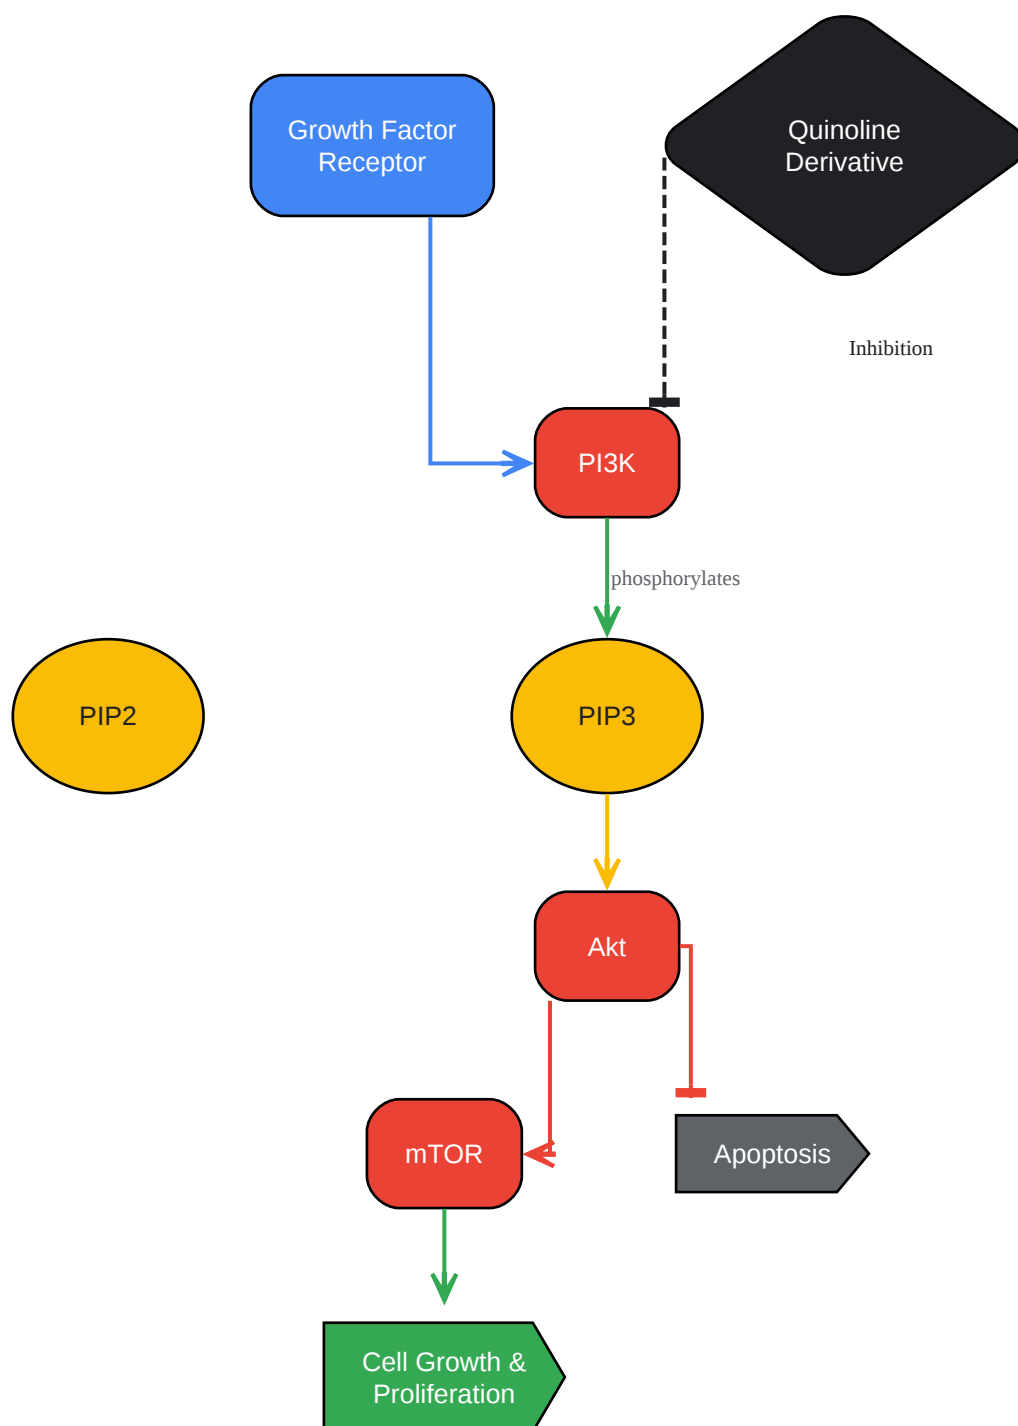 Growth Factor
Receptor
Quinoline
Derivative
Inhibition
PI3K
phosphorylates
PIP2
PIP3
Akt
mTOR
Apoptosis
Cell Growth &
Proliferation